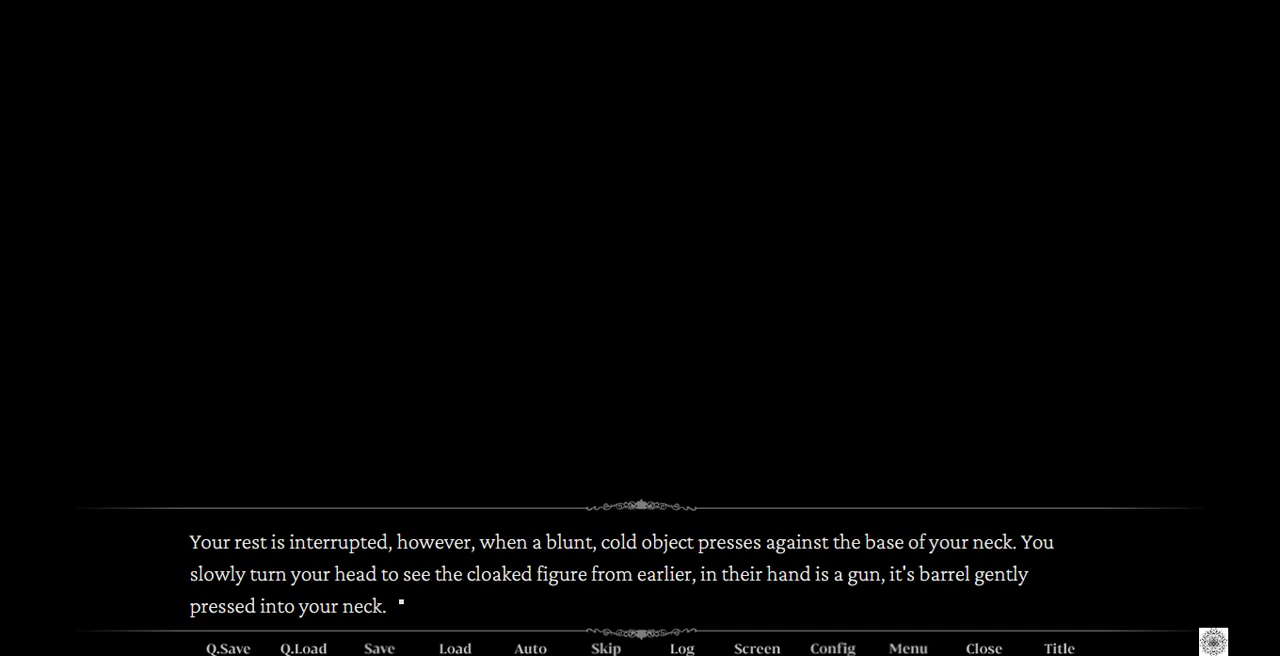 Your rest is interrupted, however, when a blunt, cold object presses against the base of your neck. You
slowly turn your head to see the cloaked figure from earlier, in their hand is a gun, it's barrel gently
pressed into your neck.
Q.Save Q.Load Save Load Auto Skip Log Screen Config Menu Close Title